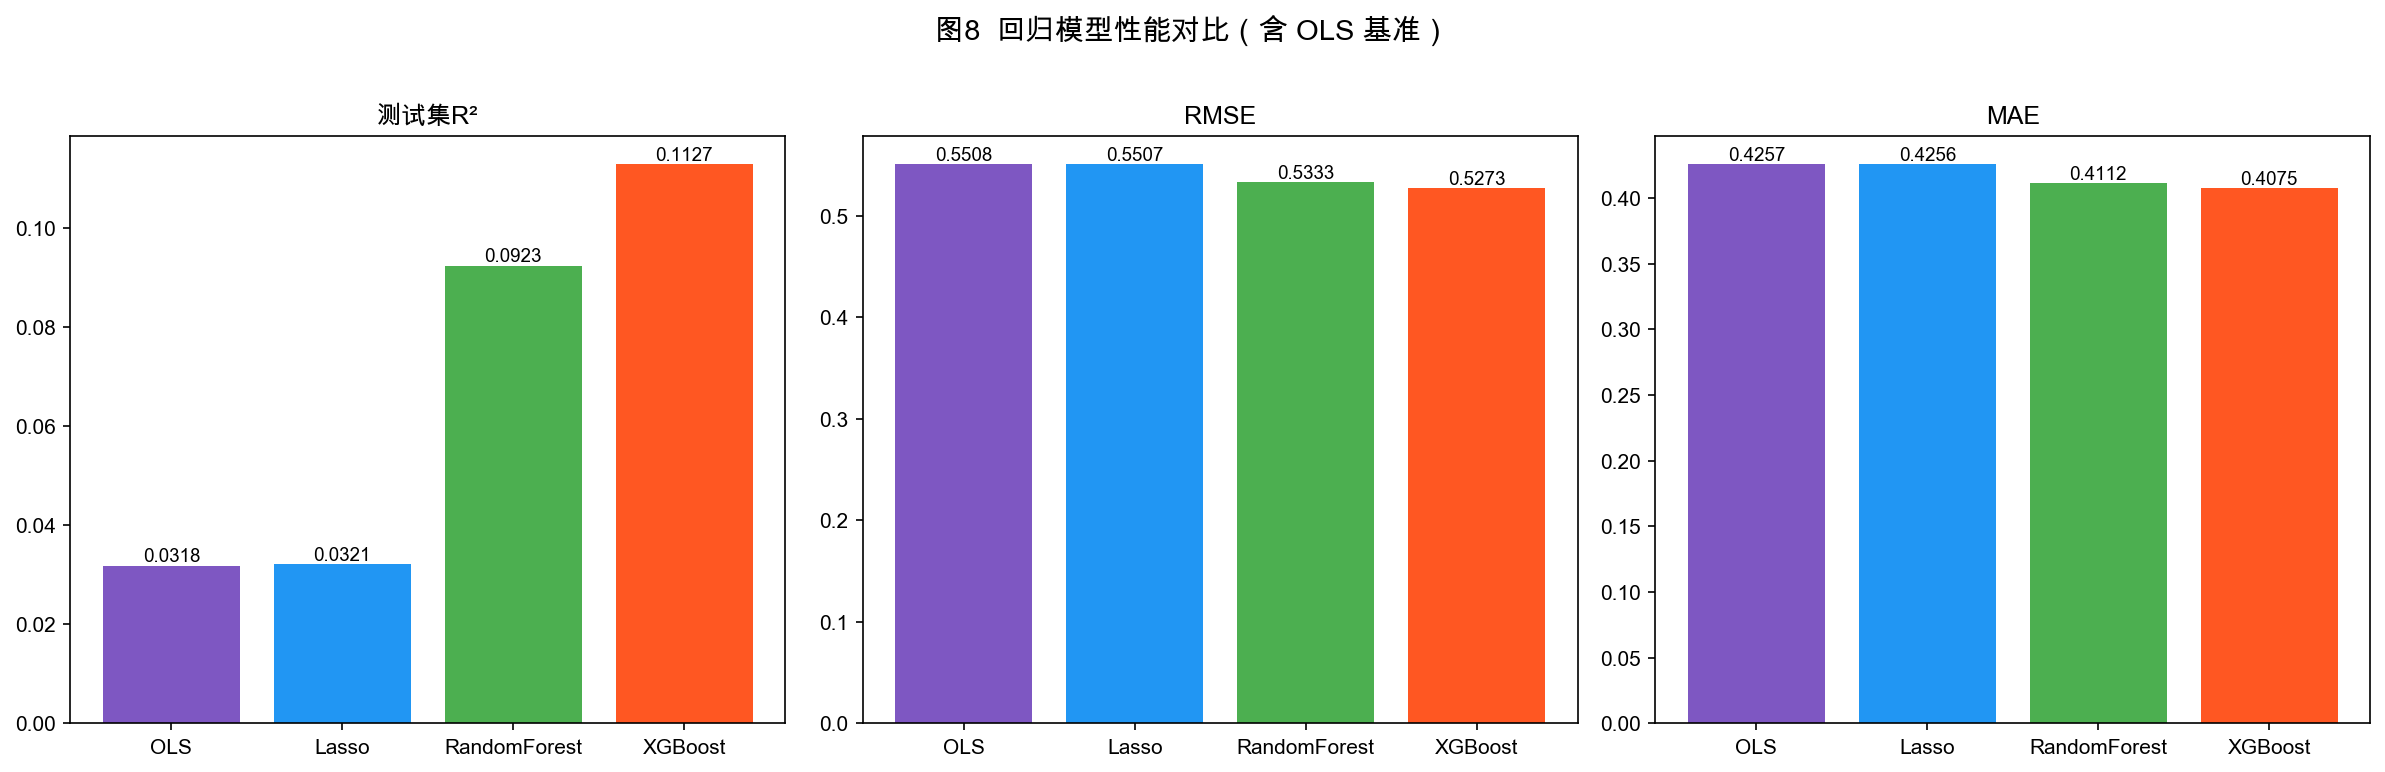 图8 回归模型性能对比（含 OLS 基准）
测试集R²
0.10
0.08
0.06
0.04
0.02
0.00
0.0318
0.0321
0.0923
0.1127
OLS
Lasso
RandomForest
XGBoost
RMSE
0.5
0.4
0.3
0.2
0.1
0.0
0.5508
0.5507
0.5333
0.5273
OLS
Lasso
RandomForest
XGBoost
MAE
0.40
0.35
0.30
0.25
0.20
0.15
0.10
0.05
0.00
0.4257
0.4256
0.4112
0.4075
OLS
Lasso
RandomForest
XGBoost